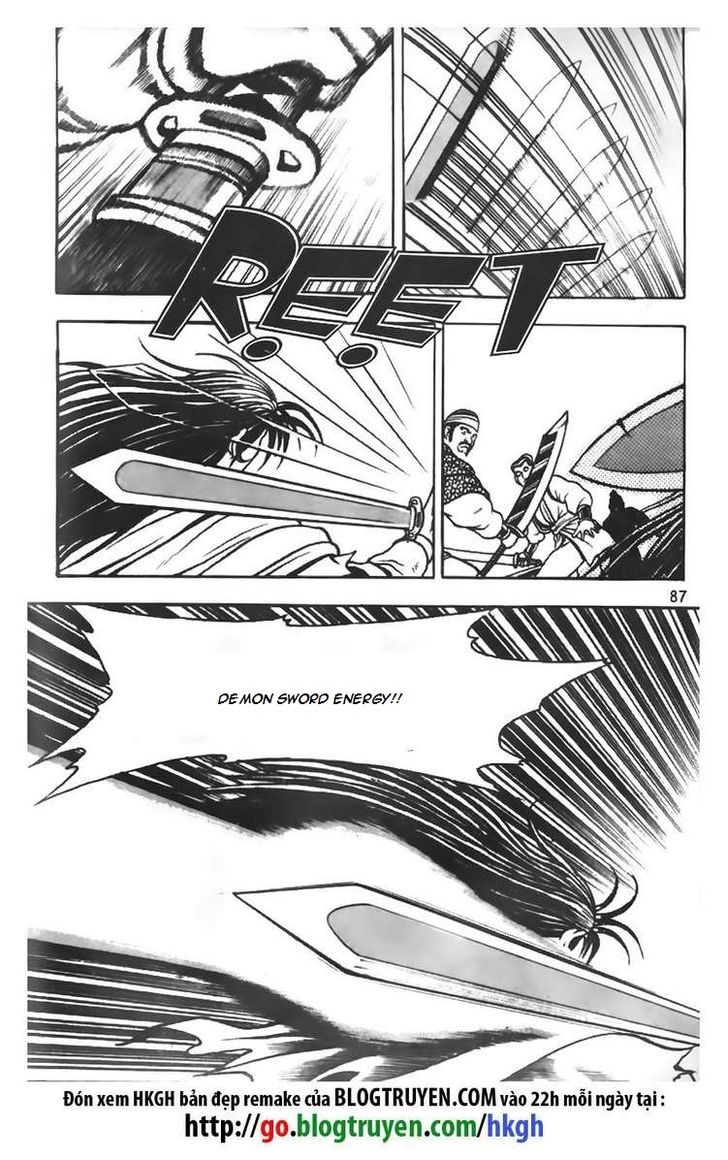 REET
87
DEMON SWORD ENERGY!!
Đón xem HKGH bản đẹp remake của BLOGTRUYEN.COM vào 22h mỗi ngày tại :
http://go.blogtruyen.com/hkgh